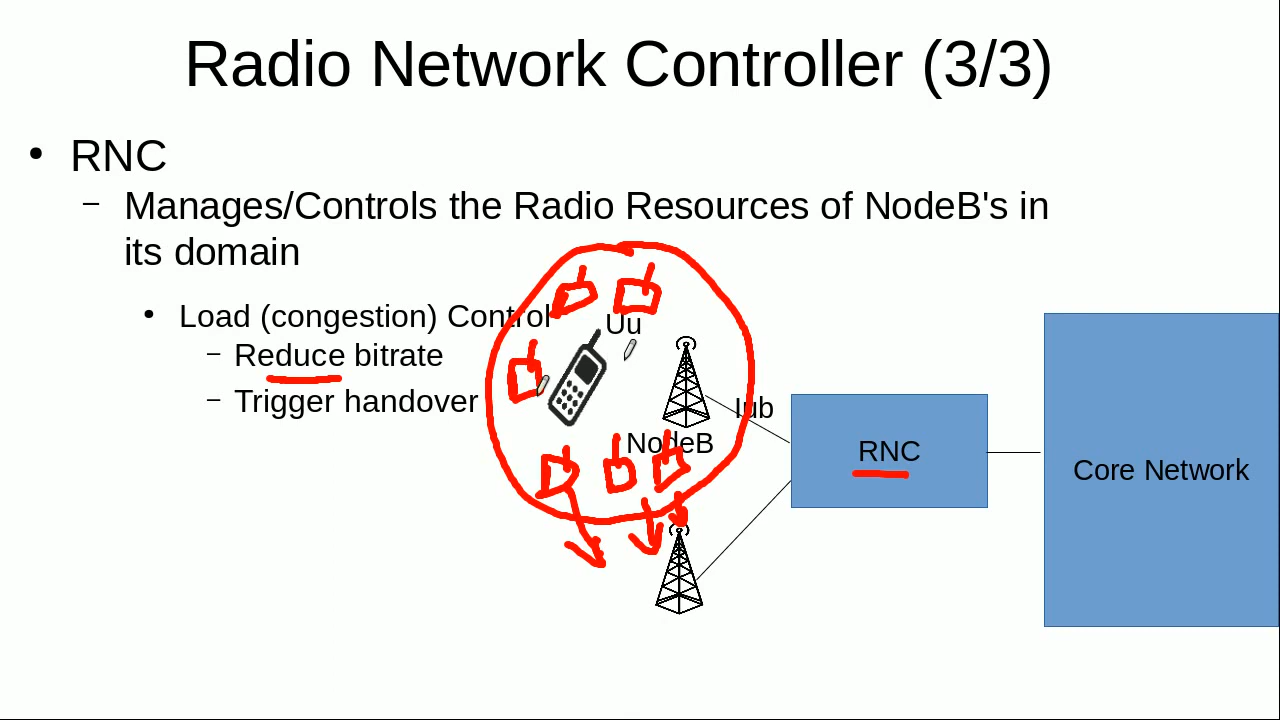 Radio Network Controller (3/3)
• RNC
– Manages/Controls the Radio Resources of NodeB's in
its domain
• Load (congestion) Control
– Reduce bitrate
– Trigger handover
Uu
Iub
NodeB
RNC
Core Network